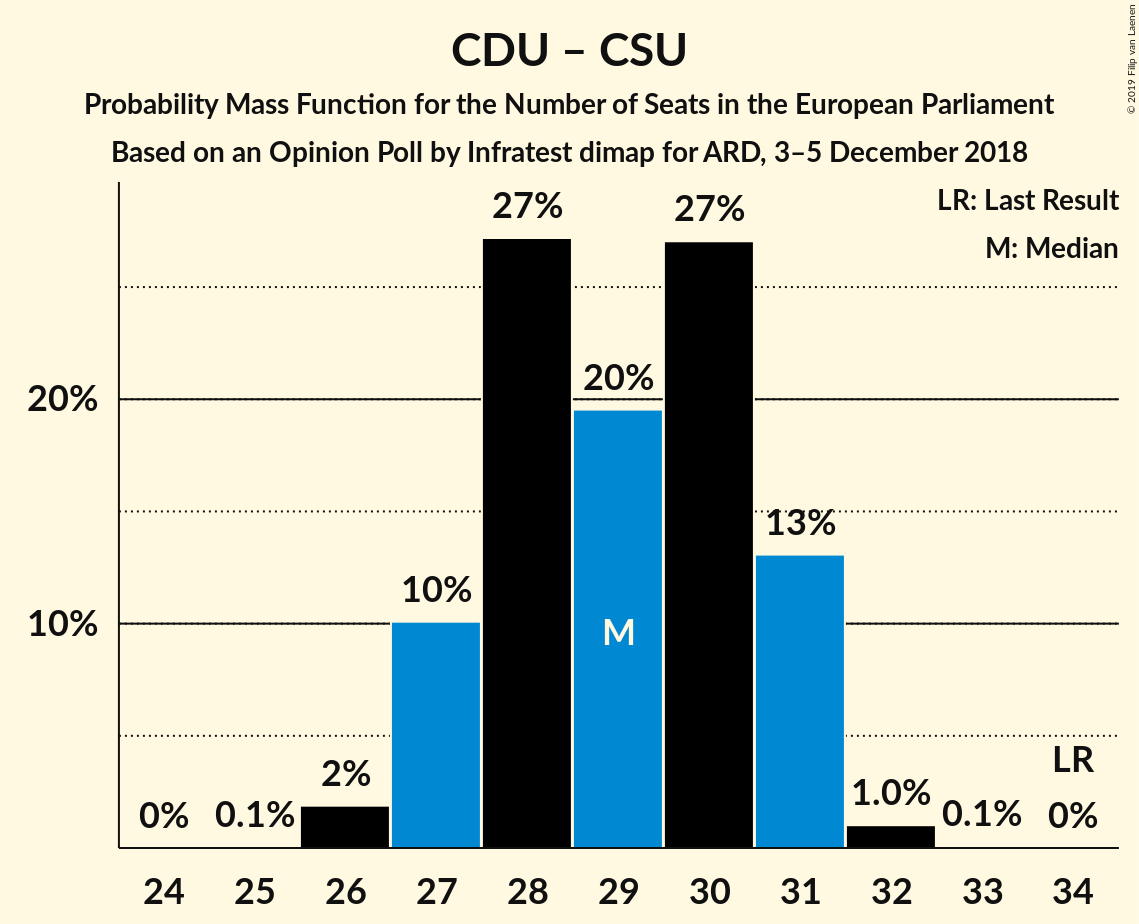 CDU – CSU
Probability Mass Function for the Number of Seats in the European Parliament
Based on an Opinion Poll by Infratest dimap for ARD, 3–5 December 2018
© 2019 Filip van Laenen
LR: Last Result
M: Median
27%
27%
20%
20%
13%
10%
10%
M
2%
LR
1.0%
0%
0.1%
0.1%
0%
24 25 26 27 28 29 30 31 32 33 34